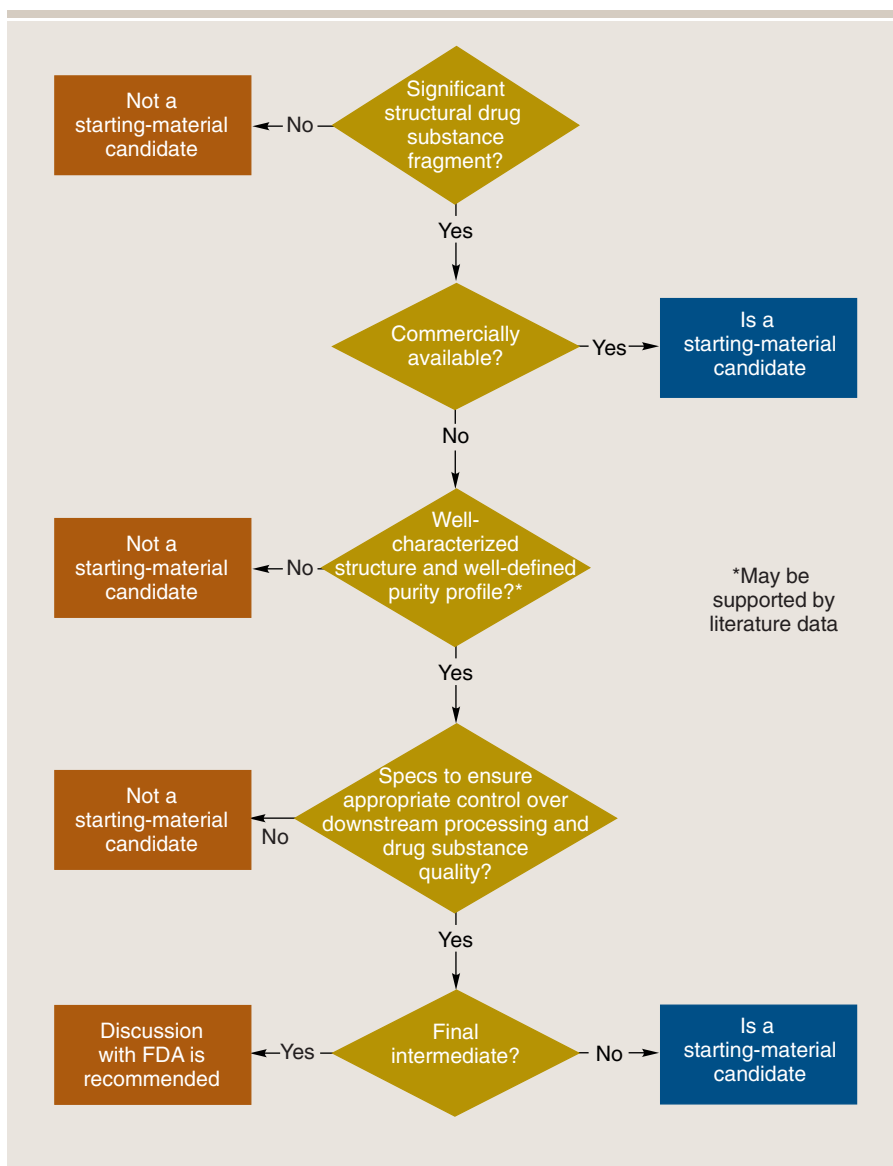 Significant
structural drug
substance
fragment?
No
Not a
starting-material
candidate
Yes
Commercially
available?
Yes
Is a
starting-material
candidate
No
Well-
characterized
structure and well-defined
purity profile?*
No
Not a
starting-material
candidate
*May be
supported by
literature data
Yes
Specs to ensure
appropriate control over
downstream processing and
drug substance
quality?
No
Not a
starting-material
candidate
Yes
Final
intermediate?
Yes
Discussion
with FDA is
recommended
No
Is a
starting-material
candidate